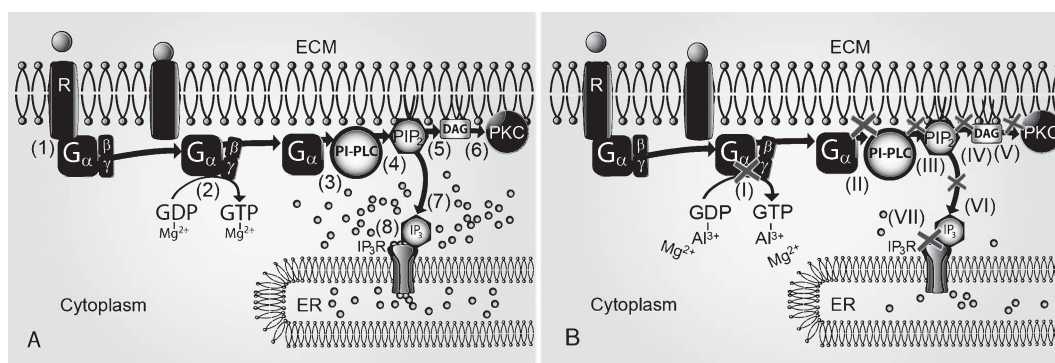 ECM
R
(1)
Gα
β
γ
Gα
β
γ
(2)
GDP
Mg2+
GTP
Mg2+
Gα
(3)
PI-PLC
(4)
PIP2
(5)
DAG
(6)
PKC
(7)
(8)
IP3
IP3R
Cytoplasm
ER
A
ECM
R
Gα
β
γ
Gα
β
γ
(I)
GDP
Al3+
Mg2+
GTP
Al3+
Mg2+
Gα
(II)
PI-PLC
(III)
PIP2
(IV)
DAG
(V)
PKC
(VI)
(VII)
IP3
IP3R
Cytoplasm
ER
B